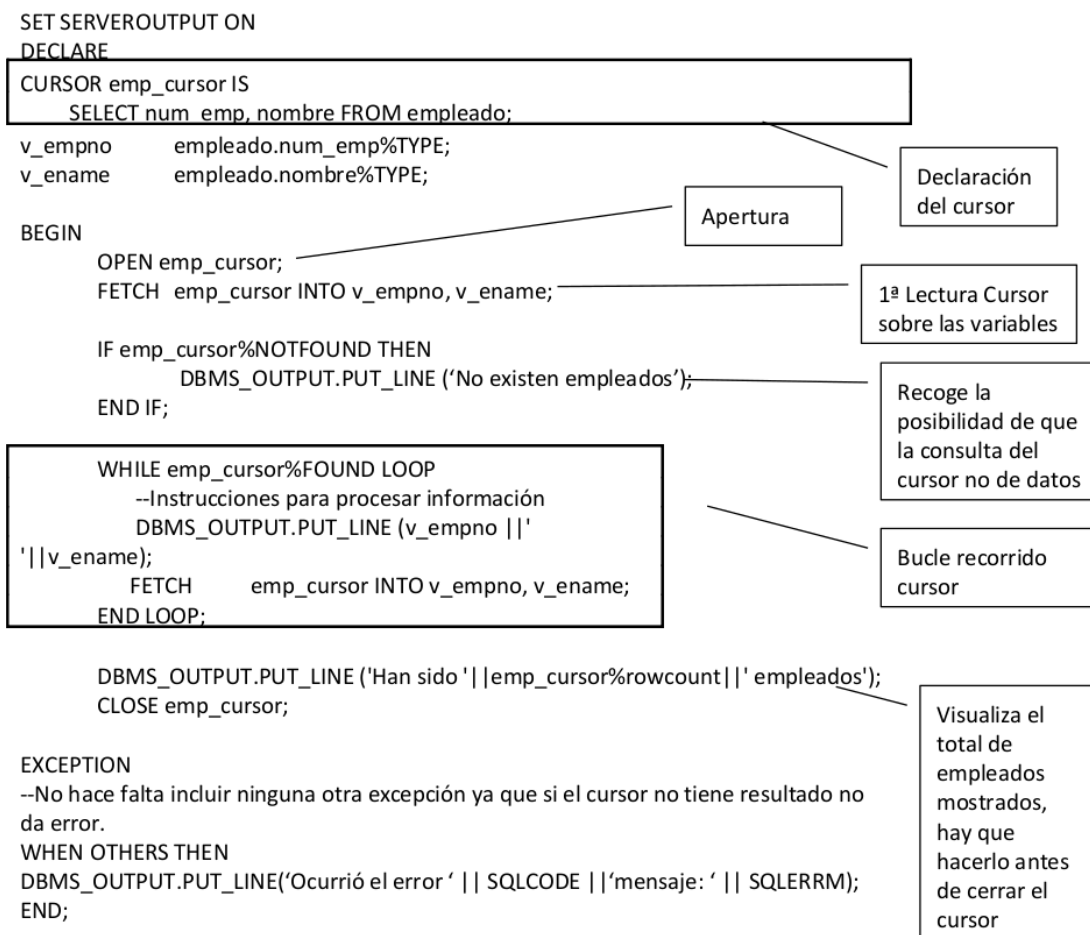 SET SERVEROUTPUT ON
DECLARE
CURSOR emp_cursor IS
SELECT num_emp, nombre FROM empleado;
v_empno empleado.num_emp%TYPE;
v_ename empleado.nombre%TYPE;
Declaración
del cursor
Apertura
BEGIN
OPEN emp_cursor;
FETCH emp_cursor INTO v_empno, v_ename;
1ª Lectura Cursor
sobre las variables
IF emp_cursor%NOTFOUND THEN
DBMS_OUTPUT.PUT_LINE (‘No existen empleados’);
END IF;
Recoge la
posibilidad de que
la consulta del
cursor no de datos
WHILE emp_cursor%FOUND LOOP
--Instrucciones para procesar información
DBMS_OUTPUT.PUT_LINE (v_empno ||'
'||v_ename);
FETCH emp_cursor INTO v_empno, v_ename;
END LOOP;
Bucle recorrido
cursor
DBMS_OUTPUT.PUT_LINE ('Han sido '||emp_cursor%rowcount||' empleados');
CLOSE emp_cursor;
Visualiza el
total de
empleados
mostrados,
hay que
hacerlo antes
de cerrar el
cursor
EXCEPTION
--No hace falta incluir ninguna otra excepción ya que si el cursor no tiene resultado no
da error.
WHEN OTHERS THEN
DBMS_OUTPUT.PUT_LINE(‘Ocurrió el error ‘ || SQLCODE ||‘mensaje: ‘ || SQLERRM);
END;